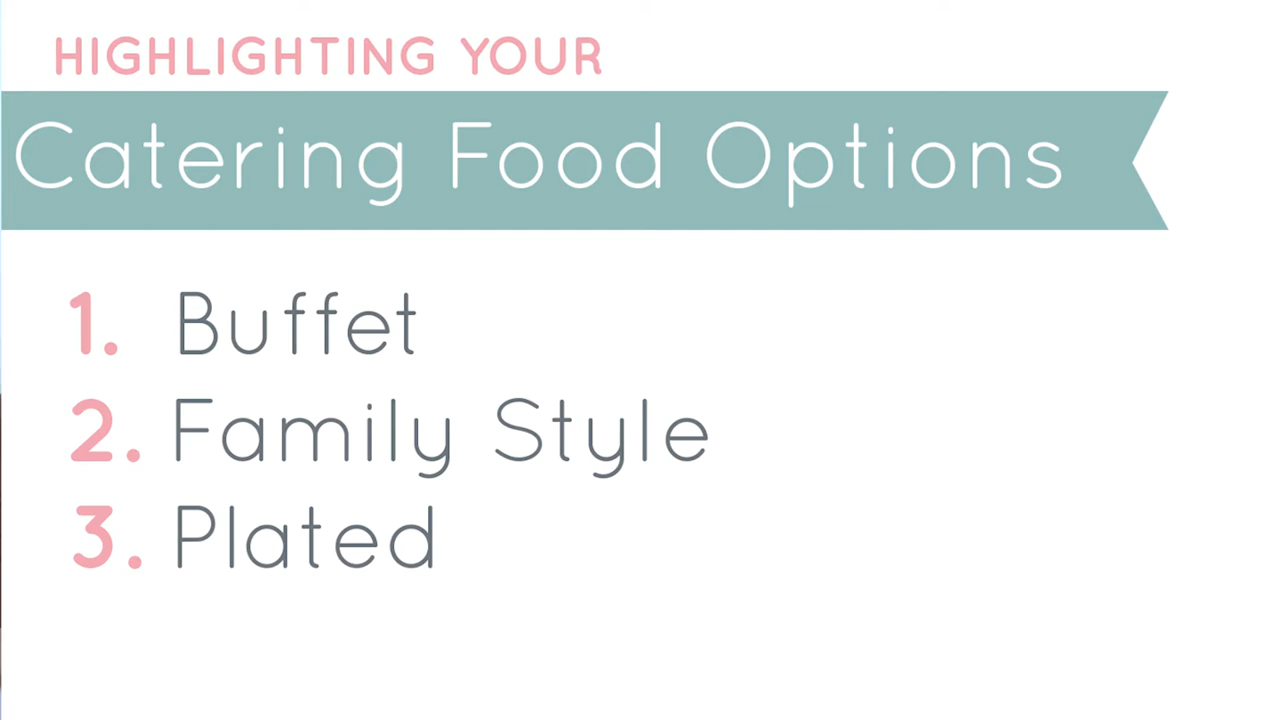 HIGHLIGHTING YOUR
Catering Food Options
1. Buffet
2. Family Style
3. Plated